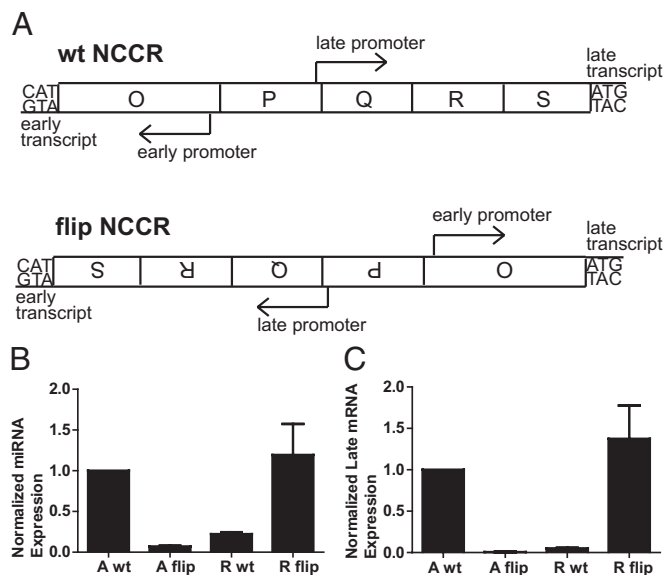 A
wt NCCR
late promoter
late
transcript
CAT
GTA
O P Q R S
ATG
TAC
early
transcript
early promoter
flip NCCR
early promoter
late
transcript
CAT
GTA
S R Q P O
ATG
TAC
early
transcript
late promoter
B
Normalized miRNA
Expression
2.0
1.5
1.0
0.5
0.0
A wt A flip R wt R flip
C
Normalized Late mRNA
Expression
2.0
1.5
1.0
0.5
0.0
A wt A flip R wt R flip